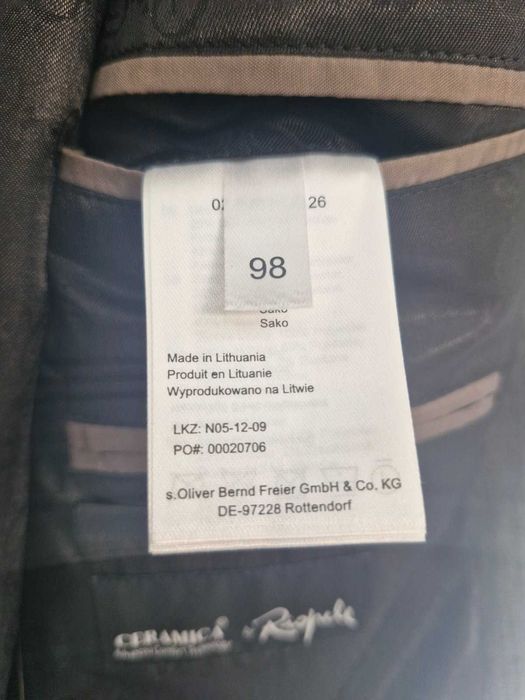 26
98
Sako
Made in Lithuania
Produit en Lituanie
Wyprodukowano na Litwie
LKZ: N05-12-09
PO#: 00020706
s.Oliver Bernd Freier GmbH & Co. KG
DE-97228 Rottendorf
CERAMICA